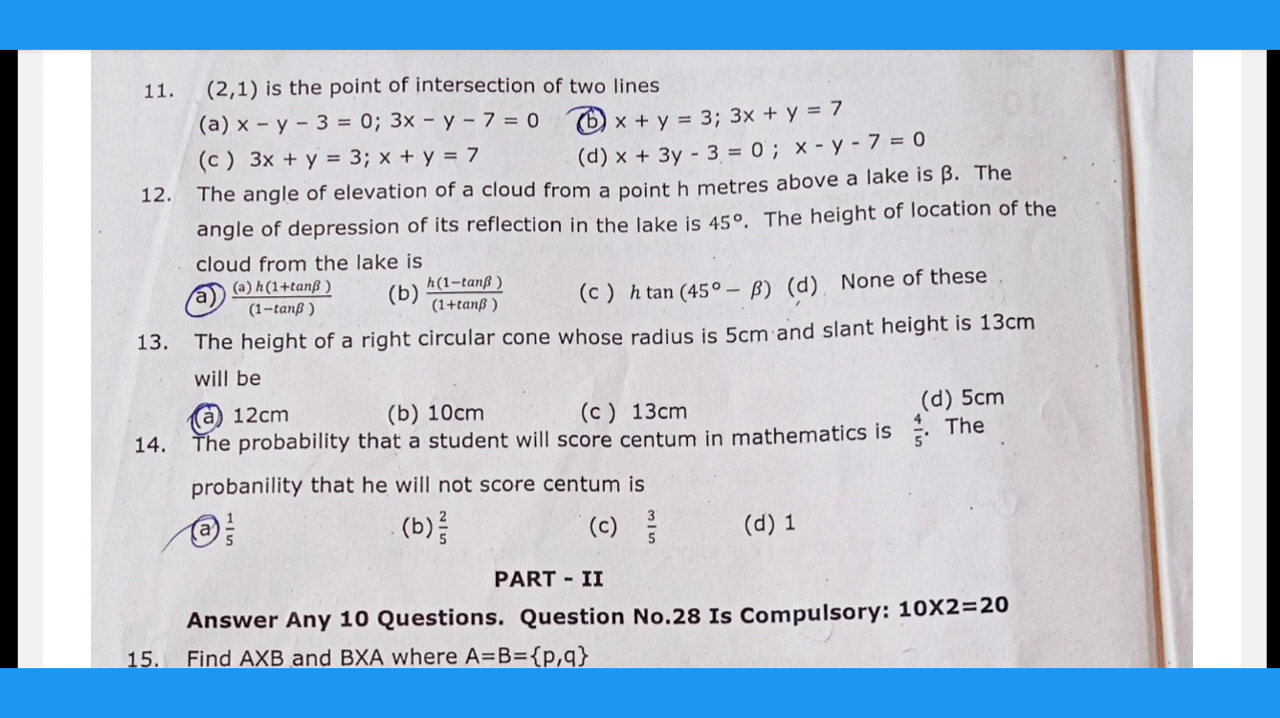 11. (2,1) is the point of intersection of two lines
(a) x – y – 3 = 0; 3x – y – 7 = 0 (b) x + y = 3; 3x + y = 7
(c ) 3x + y = 3; x + y = 7 (d) x + 3y - 3 = 0 ; x - y - 7 = 0
12. The angle of elevation of a cloud from a point h metres above a lake is β. The
angle of depression of its reflection in the lake is 45°. The height of location of the
cloud from the lake is
a) (a) h(1+tanβ ) / (1−tanβ ) (b) h(1−tanβ ) / (1+tanβ ) (c ) h tan (45° – β) (d) None of these
13. The height of a right circular cone whose radius is 5cm and slant height is 13cm
will be
(a) 12cm (b) 10cm (c ) 13cm (d) 5cm
14. The probability that a student will score centum in mathematics is 4/5. The
probanility that he will not score centum is
(a) 1/5 (b) 2/5 (c) 3/5 (d) 1
PART - II
Answer Any 10 Questions. Question No.28 Is Compulsory: 10X2=20
15. Find AXB and BXA where A=B={p,q}